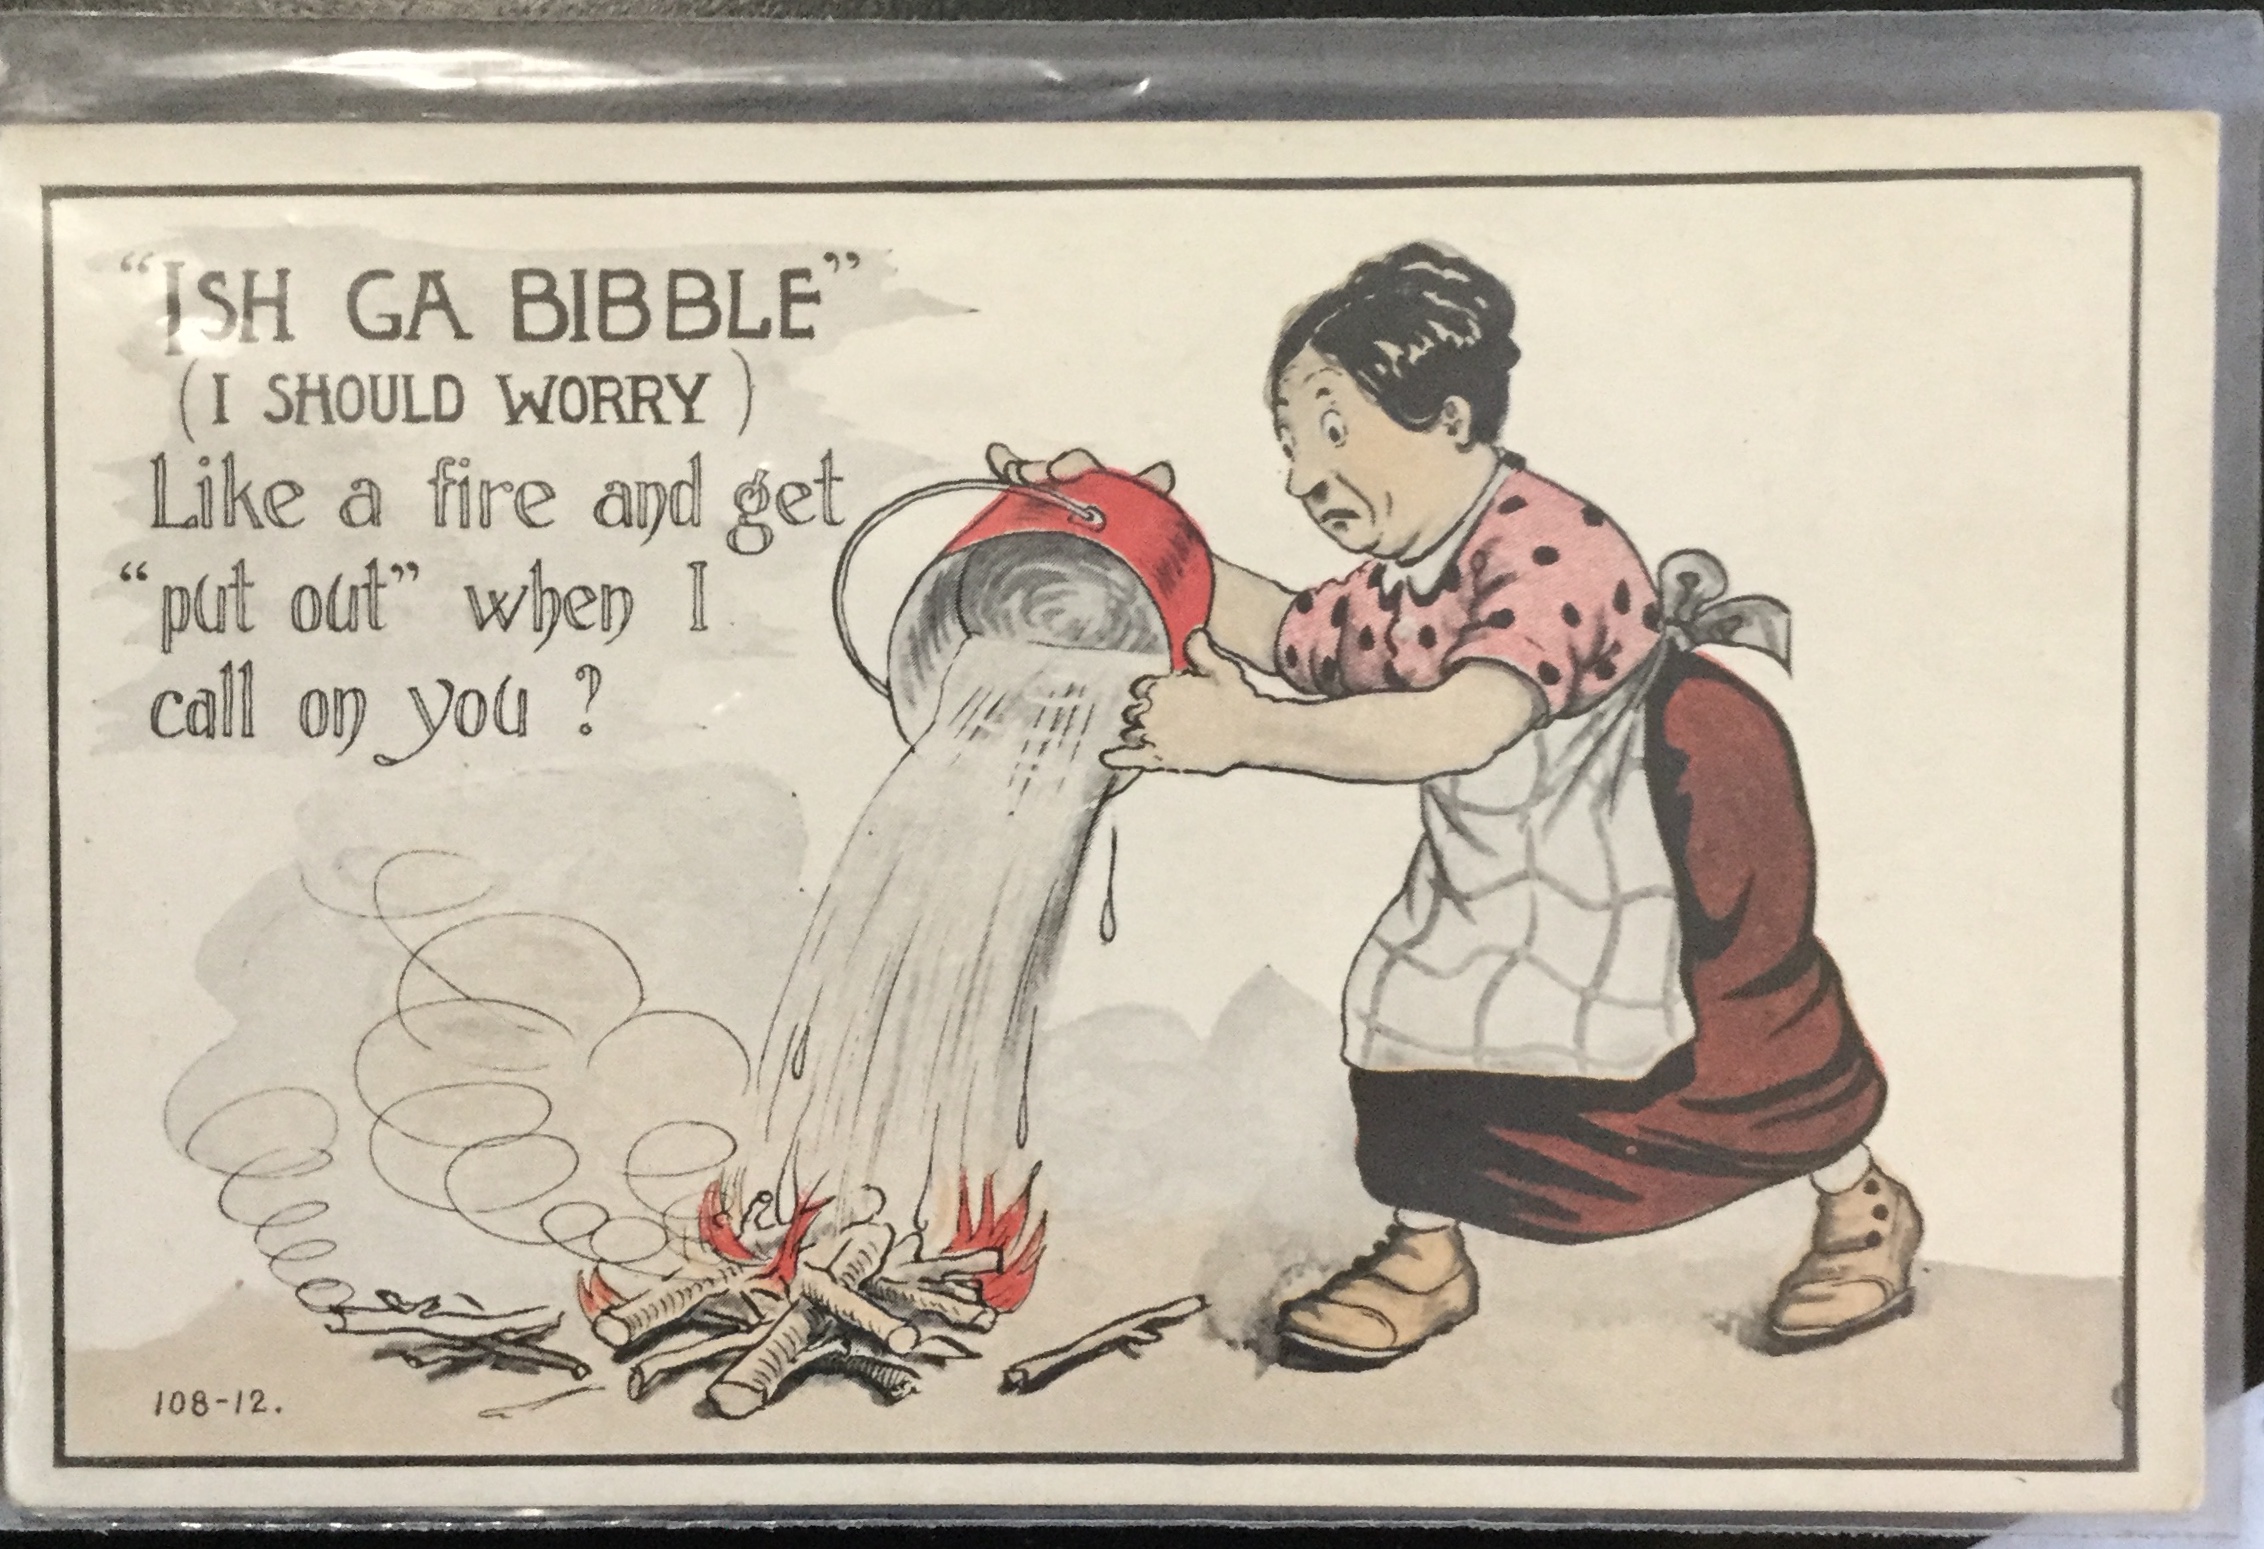 "ISH GA BIBBLE"
(I SHOULD WORRY)
Like a fire and get
"put out" when I
call on you ?
108-12.